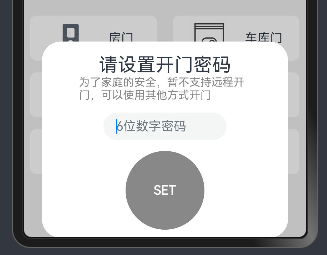 房门
车库门
请设置开门密码
为了家庭的安全，暂不支持远程开
门，可以使用其他方式开门
6位数字密码
SET